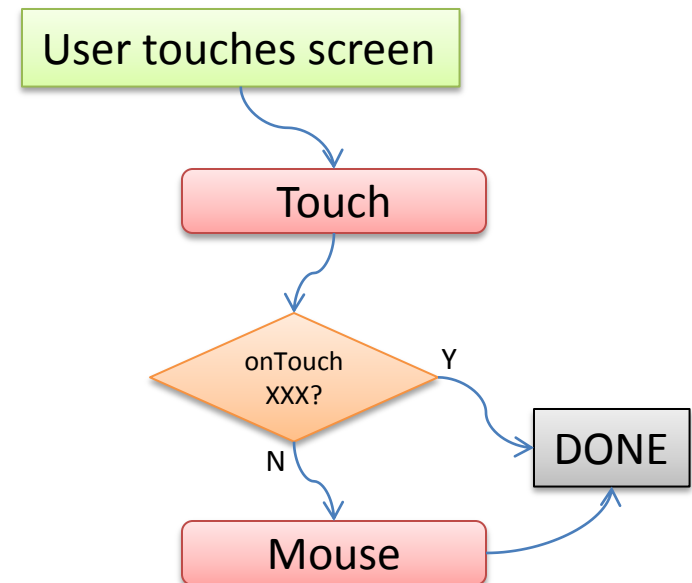 User touches screen
Touch
onTouch
XXX?
Y
DONE
N
Mouse